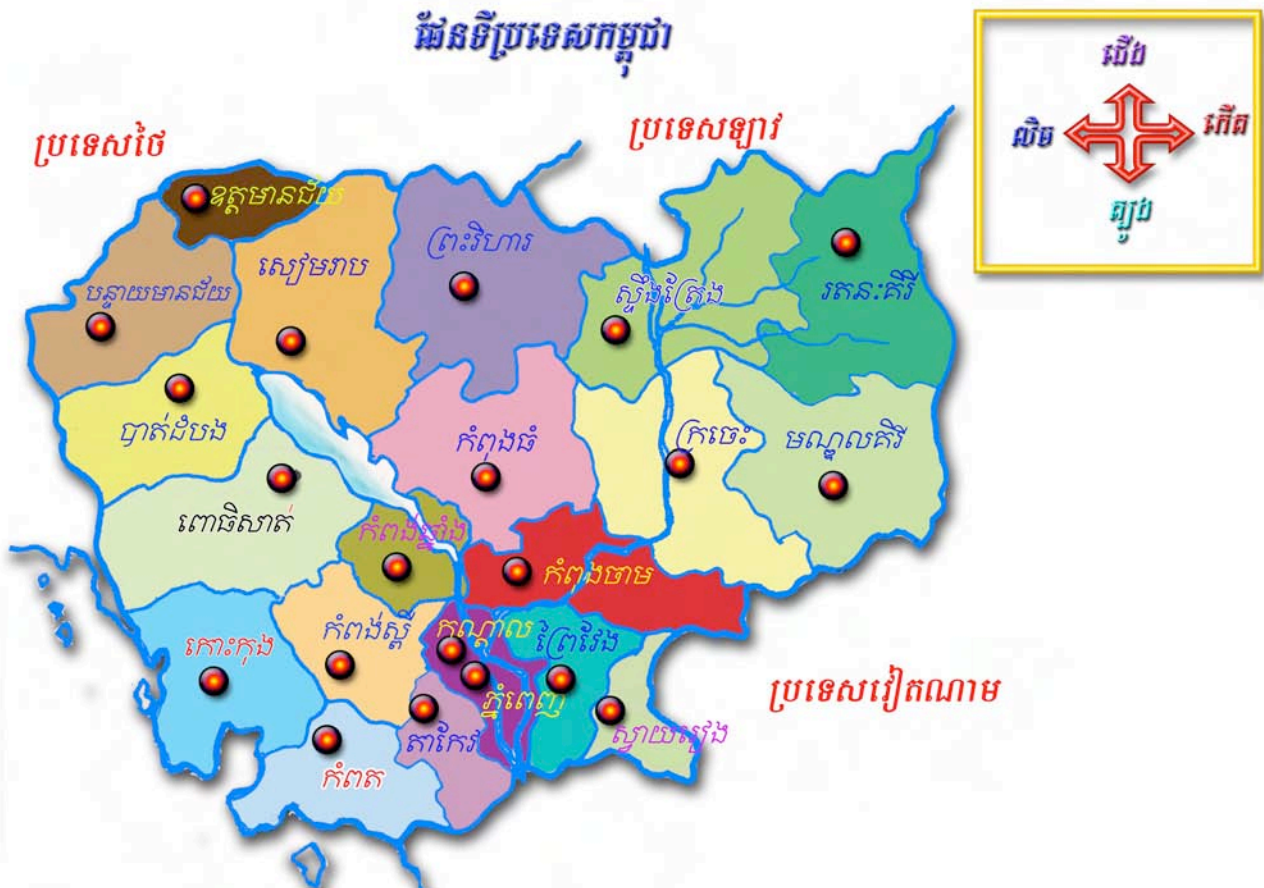 ផែនទីប្រទេសកម្ពុជា
ជើង
លិច
កើត
ត្បូង
ប្រទេសថៃ
ប្រទេសឡាវ
ឧត្តមានជ័យ
សៀមរាប
ព្រះវិហារ
បន្ទាយមានជ័យ
ស្ទឹងត្រែង
រតនៈគិរី
បាត់ដំបង
កំពុងធំ
ក្រចេះ
មណ្ឌលគិរី
ពោធិសាត់
កំពង់ឆ្នាំង
កំពុងចាម
កោះកុង
កំពង់ស្ពឺ
កណ្តាល
ព្រៃវែង
ភ្នំពេញ
តាកែវ
ស្វាយរៀង
កំពត
ប្រទេសវៀតណាម